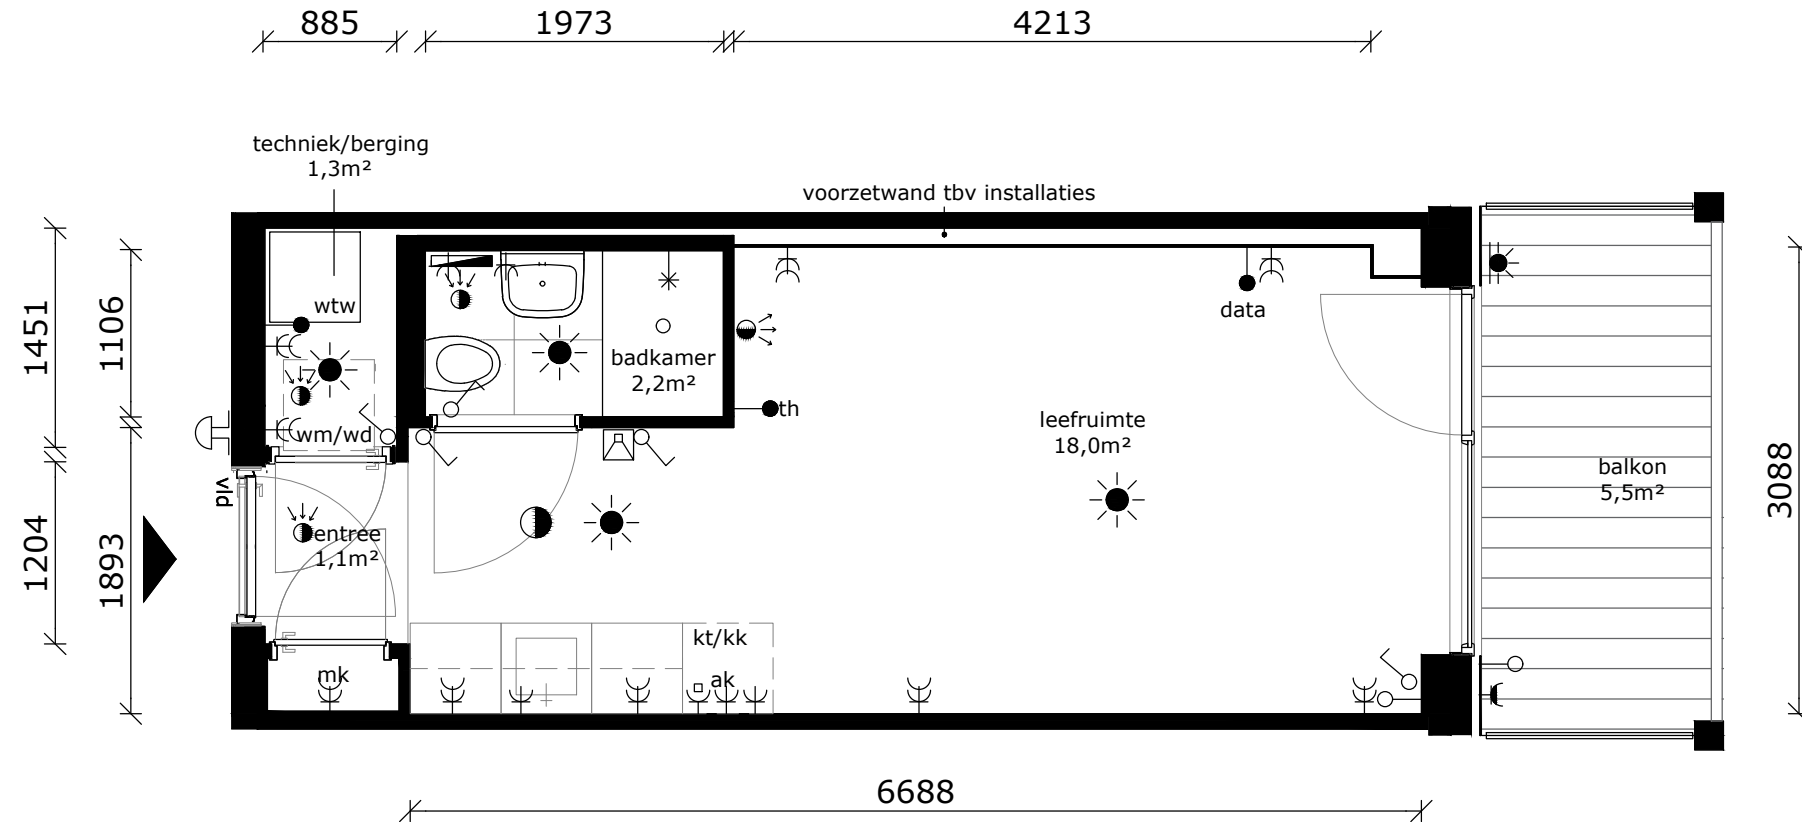 885
1973
4213
techniek/berging
1,3m²
voorzetwand tbv installaties
1451
1106
wtw
badkamer
2,2m²
data
th
wm/wd
leefruimte
18,0m²
balkon
5,5m²
3088
vld
entree
1,1m²
1204
1893
kt/kk
mk
ak
6688